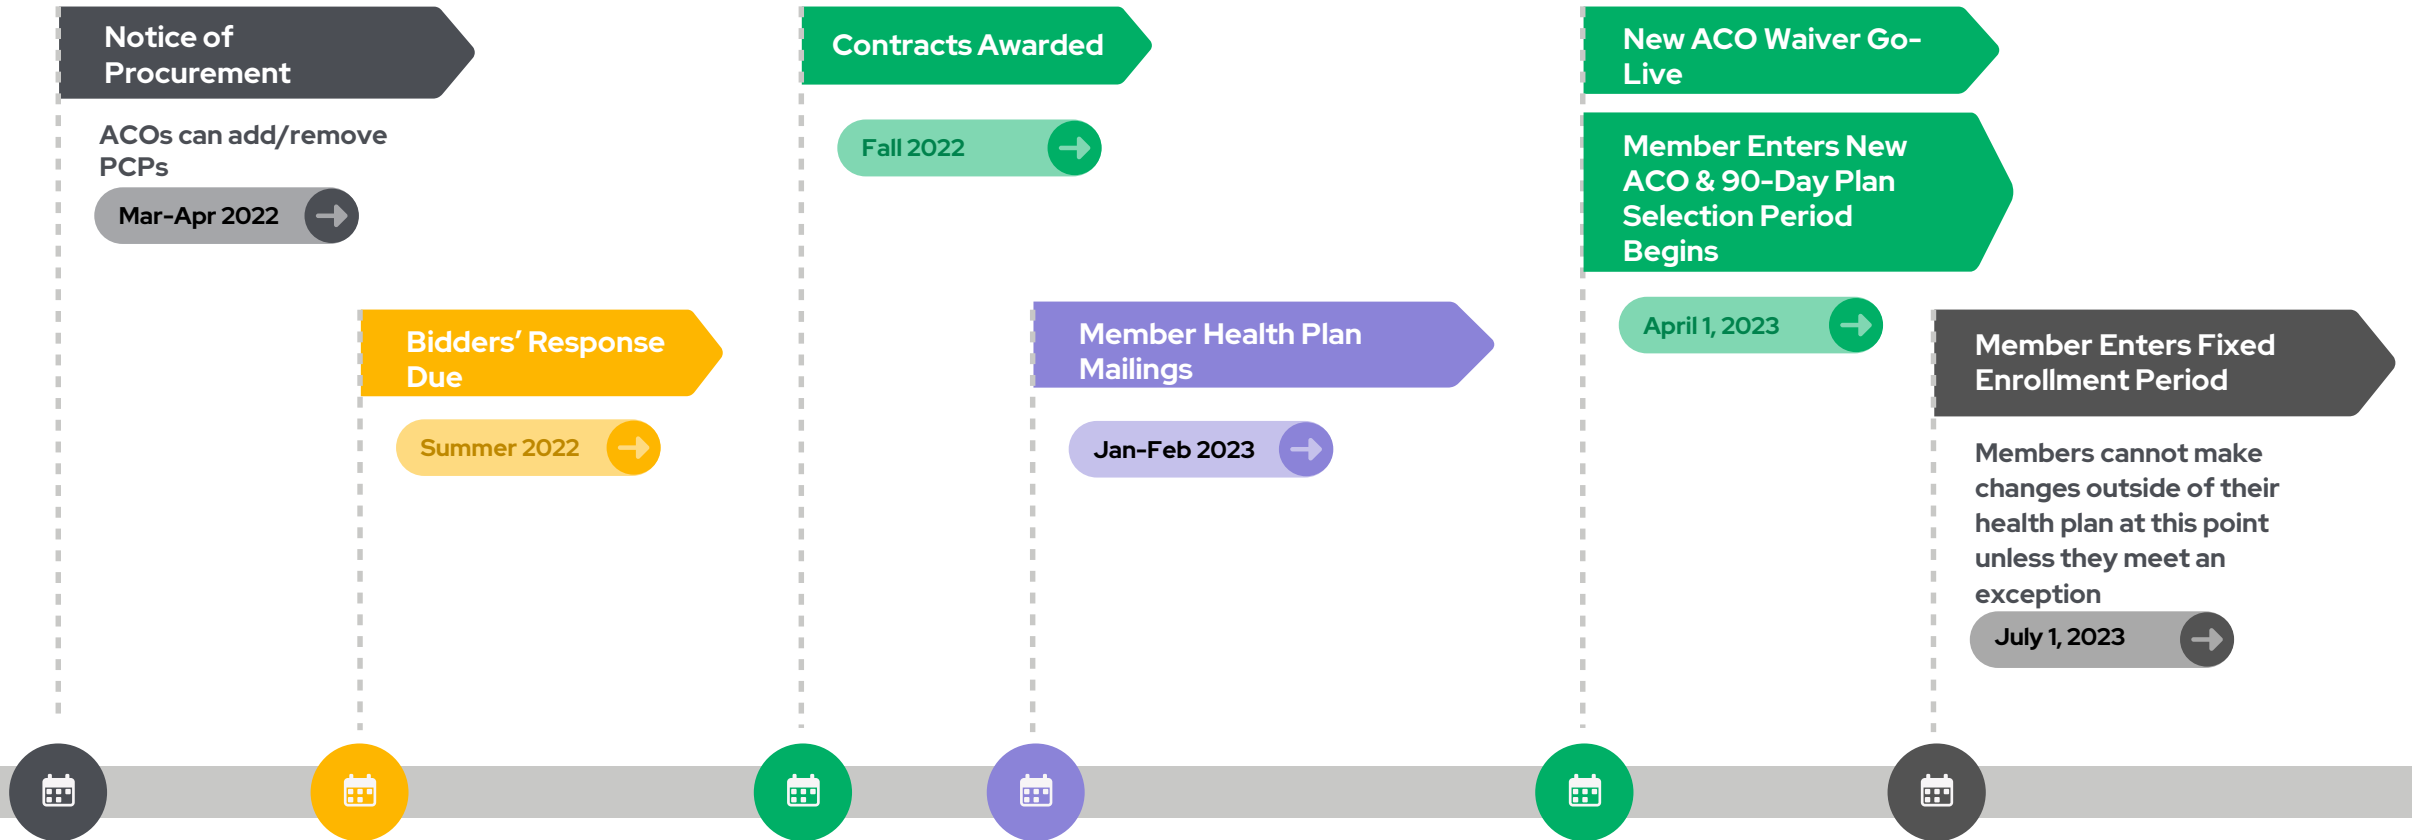 Notice of
Procurement
ACOs can add/remove
PCPs
Mar-Apr 2022
Bidders’ Response
Due
Summer 2022
Contracts Awarded
Fall 2022
Member Health Plan
Mailings
Jan-Feb 2023
New ACO Waiver Go-
Live
Member Enters New
ACO & 90-Day Plan
Selection Period
Begins
April 1, 2023
Member Enters Fixed
Enrollment Period
Members cannot make
changes outside of their
health plan at this point
unless they meet an
exception
July 1, 2023